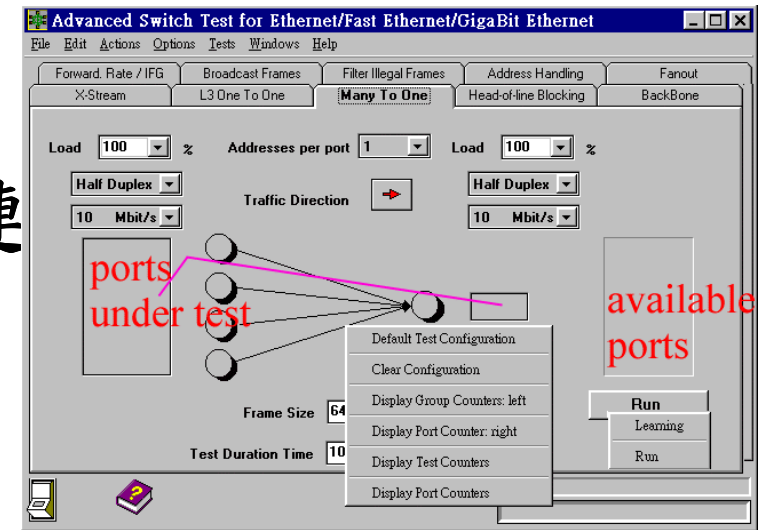 Advanced Switch Test for Ethernet/Fast Ethernet/GigaBit Ethernet
File Edit Actions Options Tests Windows Help
Forward. Rate / IFG Broadcast Frames Filter Illegal Frames Address Handling Fanout
X-Stream L3 One To One Many To One Head-of-line Blocking BackBone
Load 100 % Addresses per port 1 Load 100 %
Half Duplex Traffic Direction Half Duplex
10 Mbit/s 10 Mbit/s
ports
under test
available
ports
Default Test Configuration
Clear Configuration
Display Group Counters: left
Display Port Counter: right
Display Test Counters
Display Port Counters
Frame Size 64
Test Duration Time 10
Run
Learning
Run